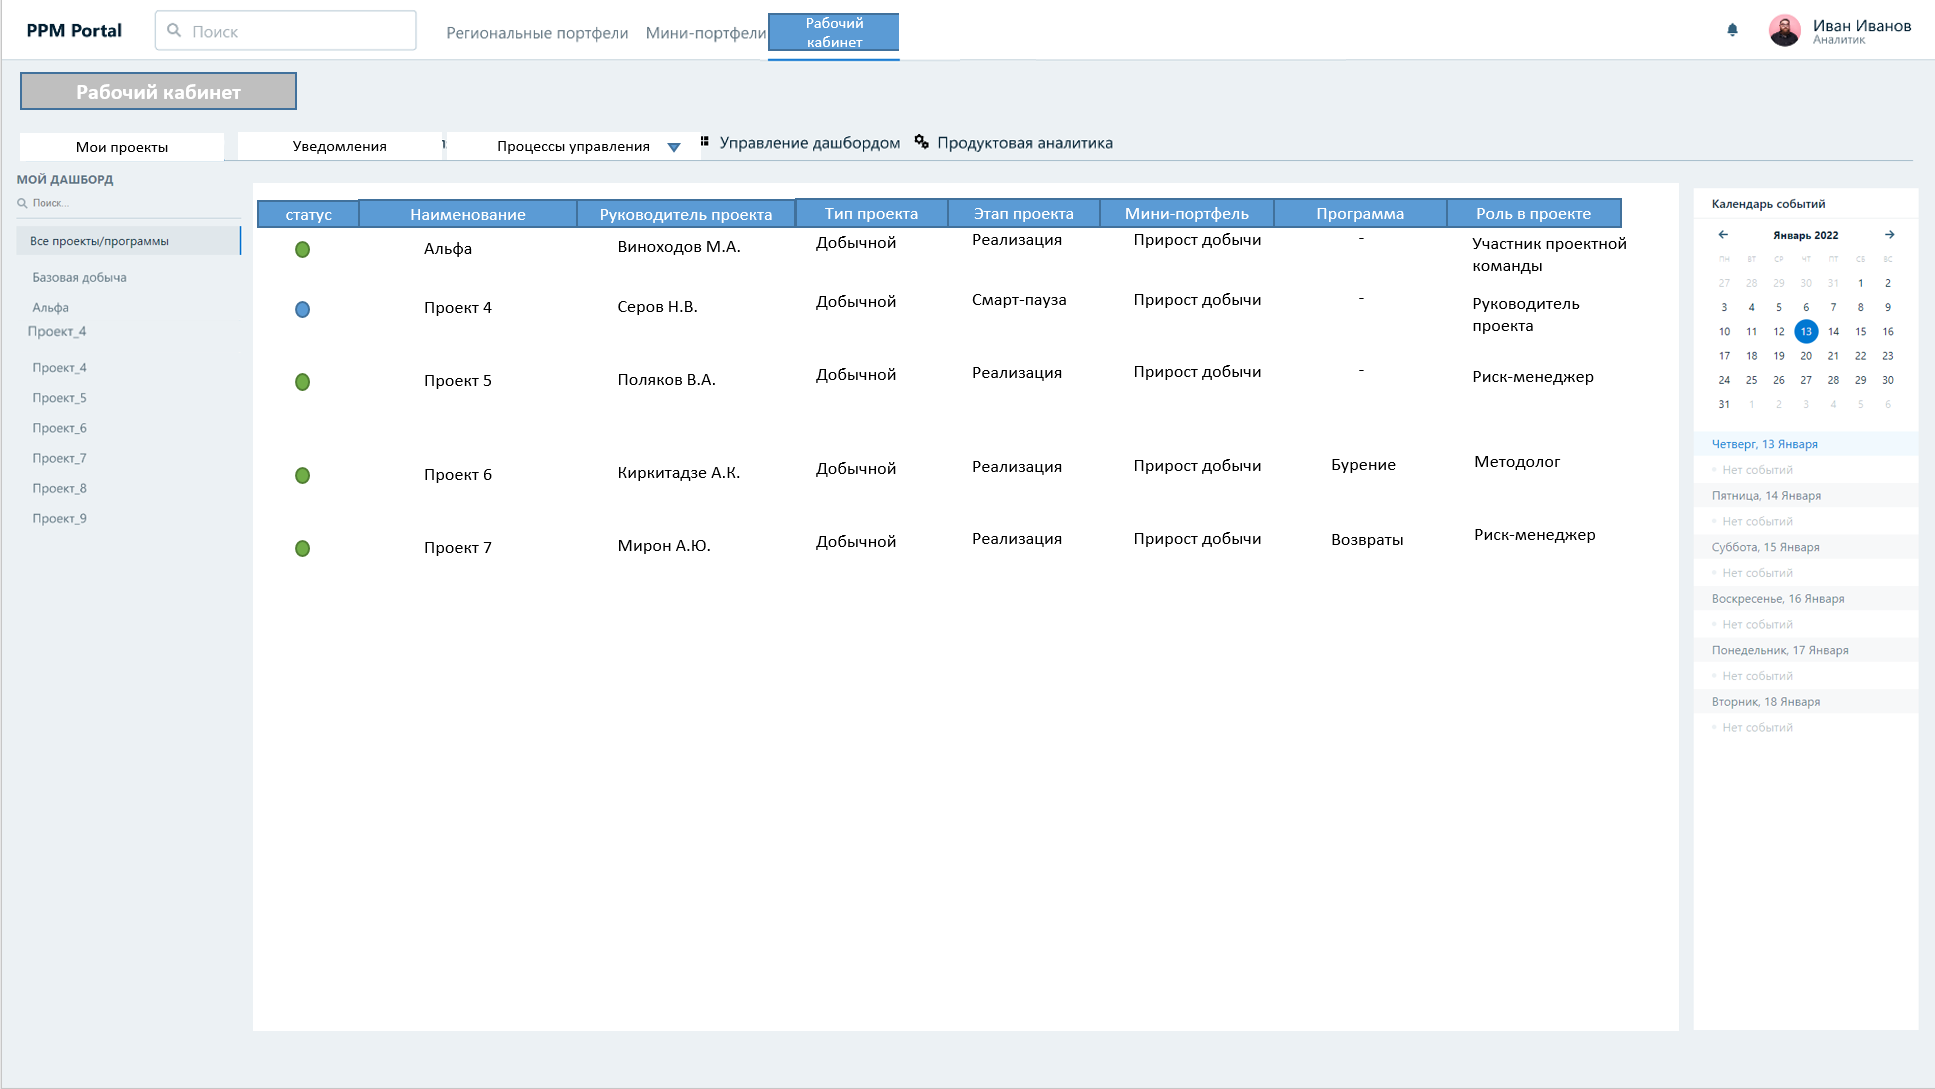 PPM Portal
Поиск
Региональные портфели
Мини-портфели
Рабочий
кабинет
Иван Иванов
Аналитик
Рабочий кабинет
Мои проекты
Уведомления
Процессы управления
Управление дашбордом
Продуктовая аналитика
МОЙ ДАШБОРД
Поиск...
Все проекты/программы
Базовая добыча
Альфа
Проект_4
Проект_4
Проект_5
Проект_6
Проект_7
Проект_8
Проект_9
статус Наименование Руководитель проекта Тип проекта Этап проекта Мини-портфель Программа Роль в проекте
Альфа Виноходов М.А. Добычной Реализация Прирост добычи - Участник проектной
команды
Проект 4 Серов Н.В. Добычной Смарт-пауза Прирост добычи - Руководитель
проекта
Проект 5 Поляков В.А. Добычной Реализация Прирост добычи - Риск-менеджер
Проект 6 Киркитадзе А.К. Добычной Реализация Прирост добычи Бурение Методолог
Проект 7 Мирон А.Ю. Добычной Реализация Прирост добычи Возвраты Риск-менеджер
Календарь событий
Январь 2022
ПН ВТ СР ЧТ ПТ СБ ВС
27 28 29 30 31 1 2
3 4 5 6 7 8 9
10 11 12 13 14 15 16
17 18 19 20 21 22 23
24 25 26 27 28 29 30
31 1 2 3 4 5 6
Четверг, 13 Января
Нет событий
Пятница, 14 Января
Нет событий
Суббота, 15 Января
Нет событий
Воскресенье, 16 Января
Нет событий
Понедельник, 17 Января
Нет событий
Вторник, 18 Января
Нет событий